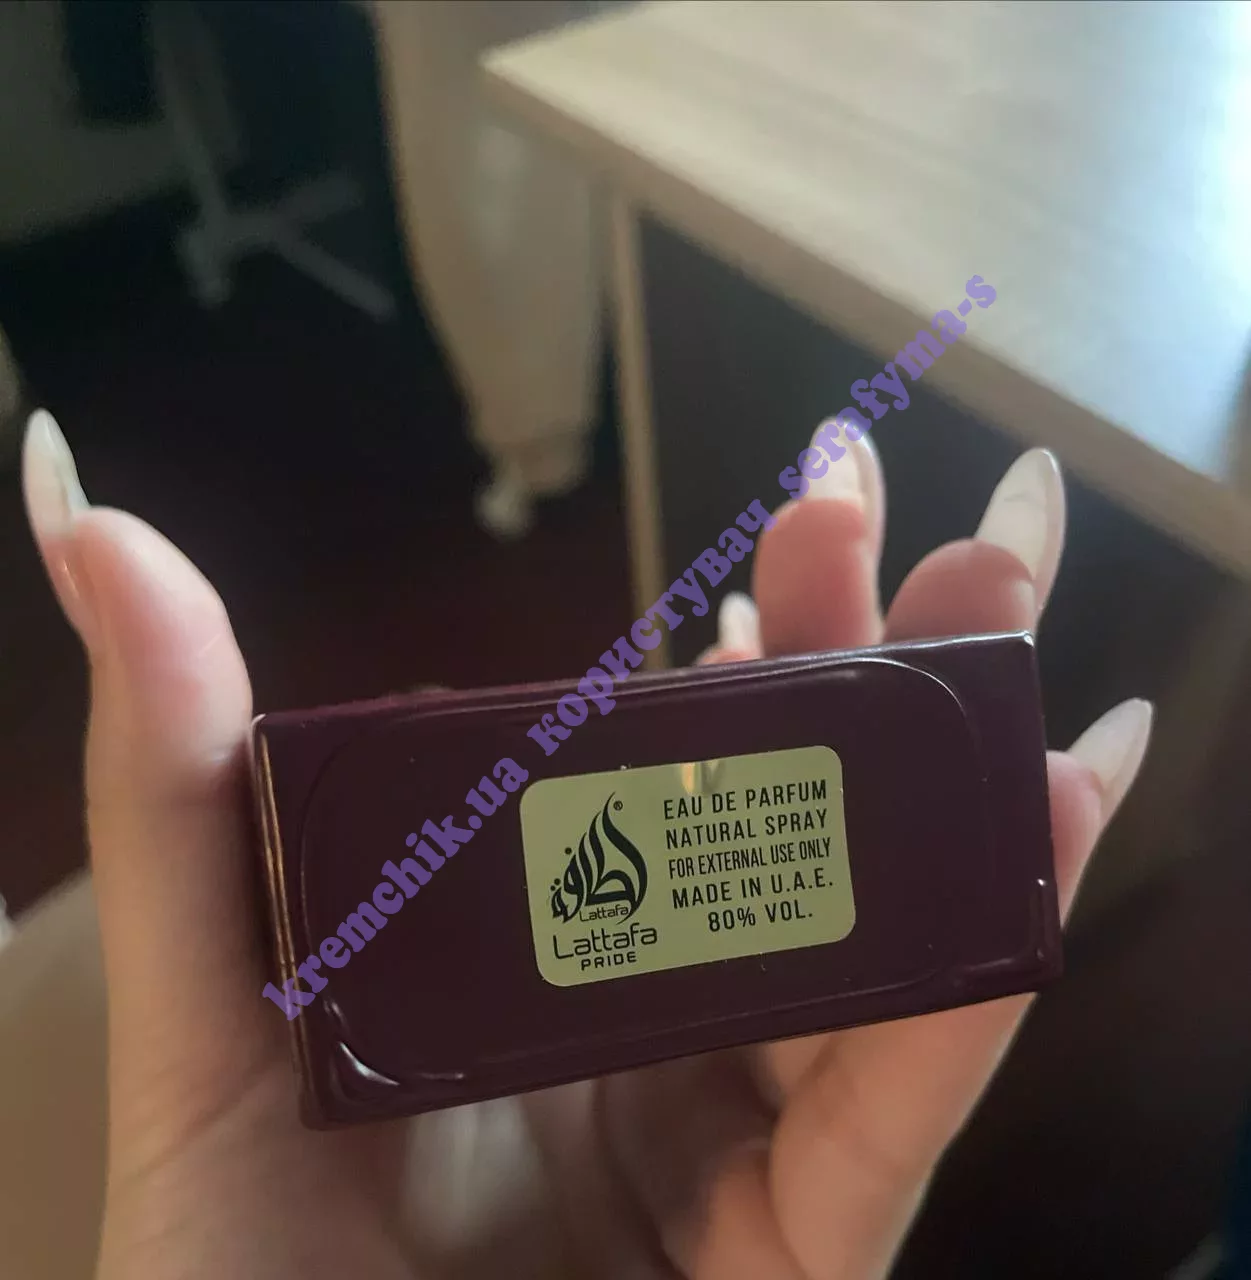 kremchik.ua користувач serafyma-s
لطافة
®
Lattafa
Lattafa
PRIDE
EAU DE PARFUM
NATURAL SPRAY
FOR EXTERNAL USE ONLY
MADE IN U.A.E.
80% VOL.